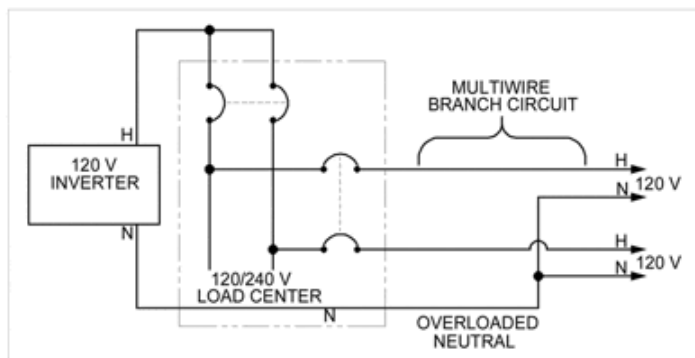 MULTIWIRE
BRANCH CIRCUIT
H
120 V
INVERTER
N
H
N
120 V
H
N
120 V
120/240 V
LOAD CENTER
N
OVERLOADED
NEUTRAL